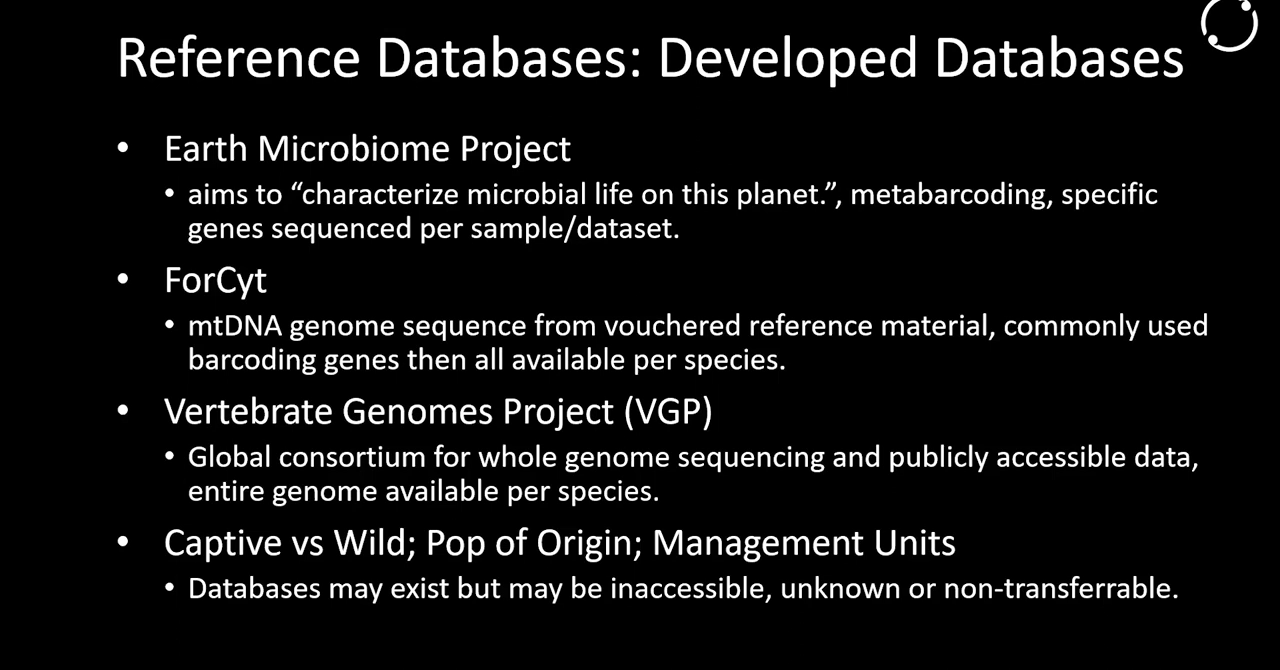 Reference Databases: Developed Databases
• Earth Microbiome Project
• aims to “characterize microbial life on this planet.”, metabarcoding, specific
genes sequenced per sample/dataset.
• ForCyt
• mtDNA genome sequence from vouchered reference material, commonly used
barcoding genes then all available per species.
• Vertebrate Genomes Project (VGP)
• Global consortium for whole genome sequencing and publicly accessible data,
entire genome available per species.
• Captive vs Wild; Pop of Origin; Management Units
• Databases may exist but may be inaccessible, unknown or non-transferrable.